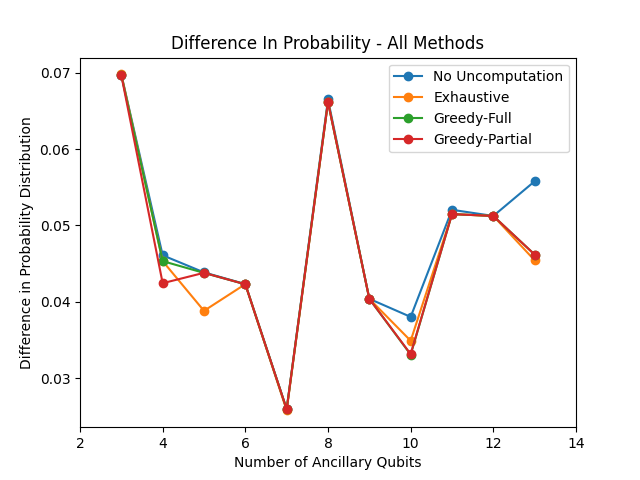 Difference In Probability - All Methods
Difference in Probability Distribution
0.07
0.06
0.05
0.04
0.03
No Uncomputation
Exhaustive
Greedy-Full
Greedy-Partial
2
4
6
8
10
12
14
Number of Ancillary Qubits